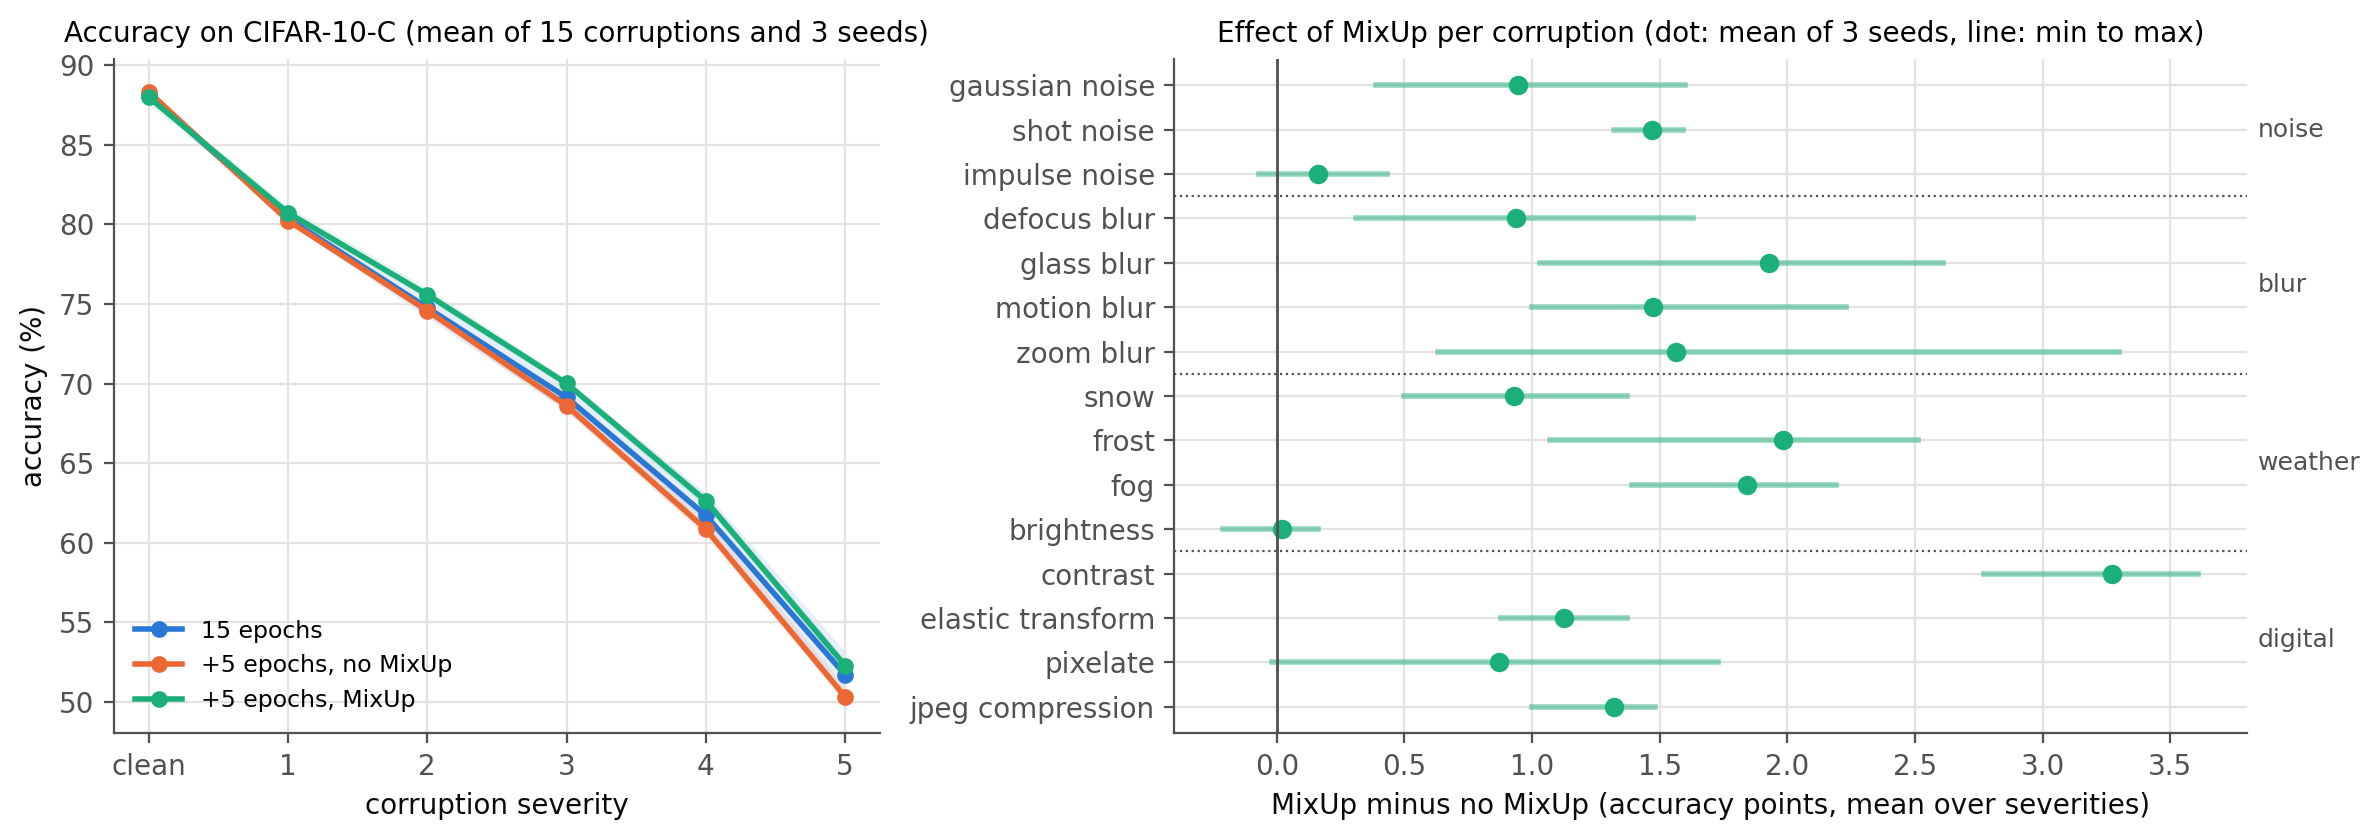 Accuracy on CIFAR-10-C (mean of 15 corruptions and 3 seeds)
accuracy (%)
90
85
80
75
70
65
60
55
50
15 epochs
+5 epochs, no MixUp
+5 epochs, MixUp
clean 1 2 3 4 5
corruption severity
Effect of MixUp per corruption (dot: mean of 3 seeds, line: min to max)
gaussian noise
shot noise
impulse noise
defocus blur
glass blur
motion blur
zoom blur
snow
frost
fog
brightness
contrast
elastic transform
pixelate
jpeg compression
noise
blur
weather
digital
0.0 0.5 1.0 1.5 2.0 2.5 3.0 3.5
MixUp minus no MixUp (accuracy points, mean over severities)